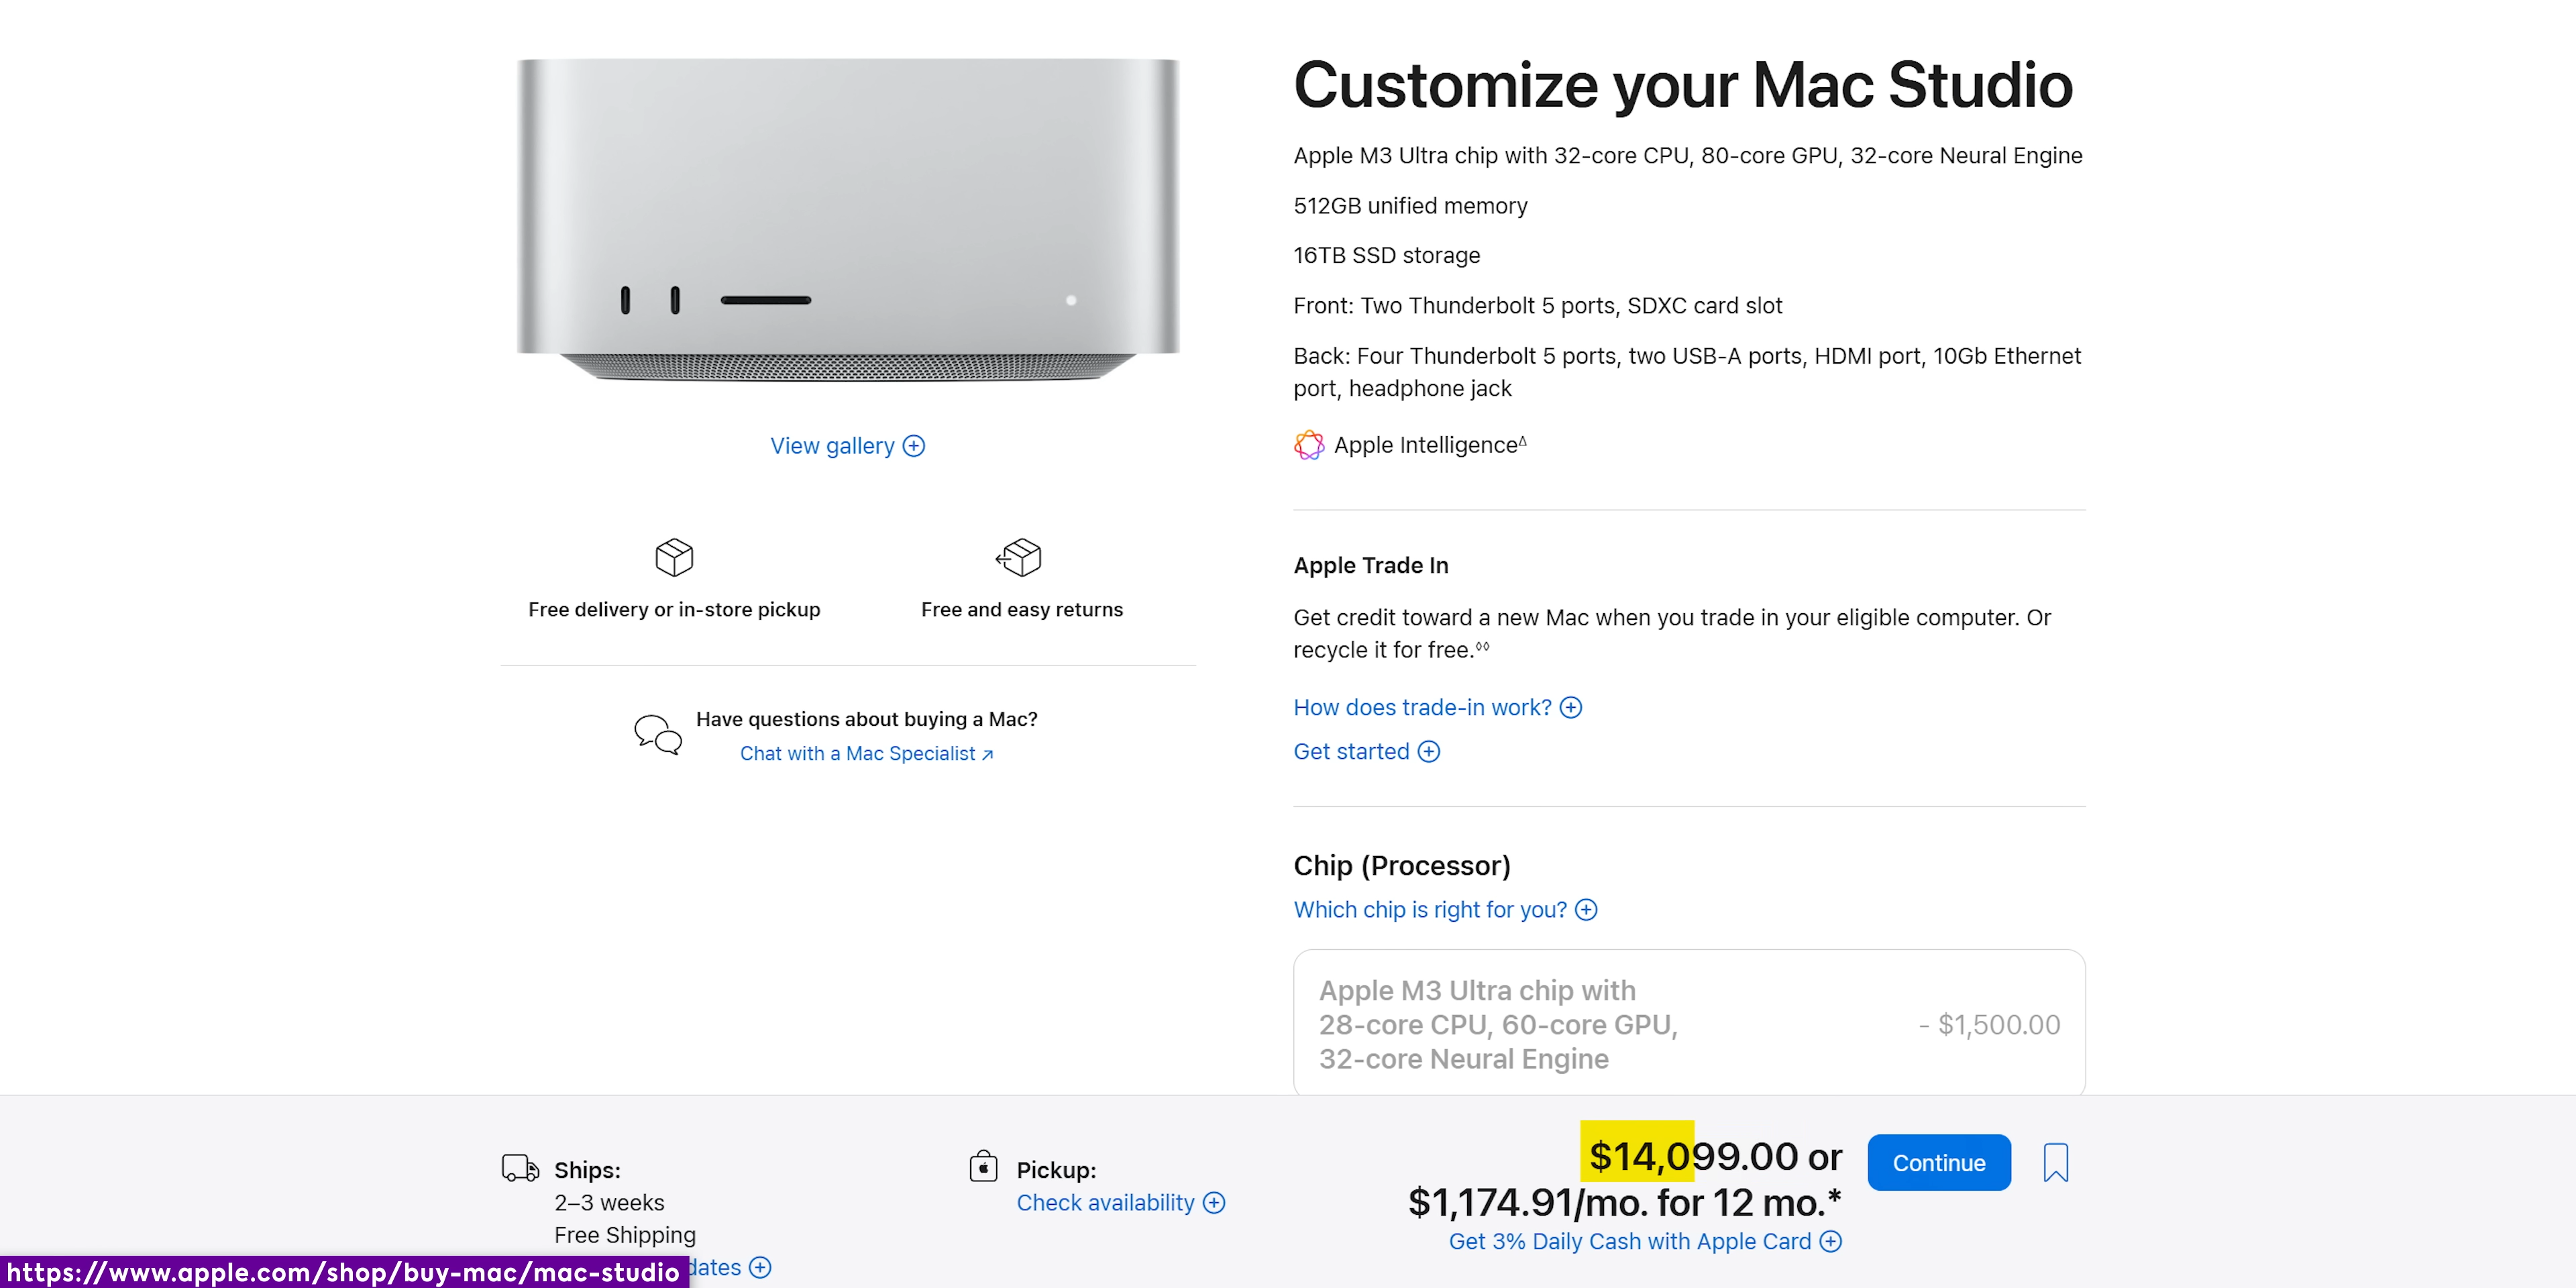 Customize your Mac Studio
Apple M3 Ultra chip with 32-core CPU, 80-core GPU, 32-core Neural Engine
512GB unified memory
16TB SSD storage
Front: Two Thunderbolt 5 ports, SDXC card slot
Back: Four Thunderbolt 5 ports, two USB-A ports, HDMI port, 10Gb Ethernet
port, headphone jack
Apple Intelligence∆
View gallery
Free delivery or in-store pickup
Free and easy returns
Have questions about buying a Mac?
Chat with a Mac Specialist ↗
Apple Trade In
Get credit toward a new Mac when you trade in your eligible computer. Or
recycle it for free.◊◊
How does trade-in work?
Get started
Chip (Processor)
Which chip is right for you?
Apple M3 Ultra chip with
28-core CPU, 60-core GPU,
32-core Neural Engine
- $1,500.00
Ships:
2–3 weeks
Free Shipping
Pickup:
Check availability
$14,099.00 or
$1,174.91/mo. for 12 mo.*
Get 3% Daily Cash with Apple Card
Continue
https://www.apple.com/shop/buy-mac/mac-studio